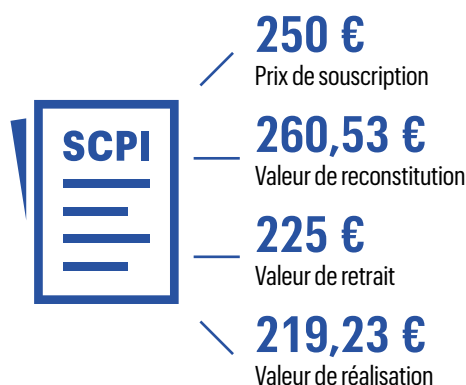 250 €
Prix de souscription
SCPI
260,53 €
Valeur de reconstitution
225 €
Valeur de retrait
219,23 €
Valeur de réalisation